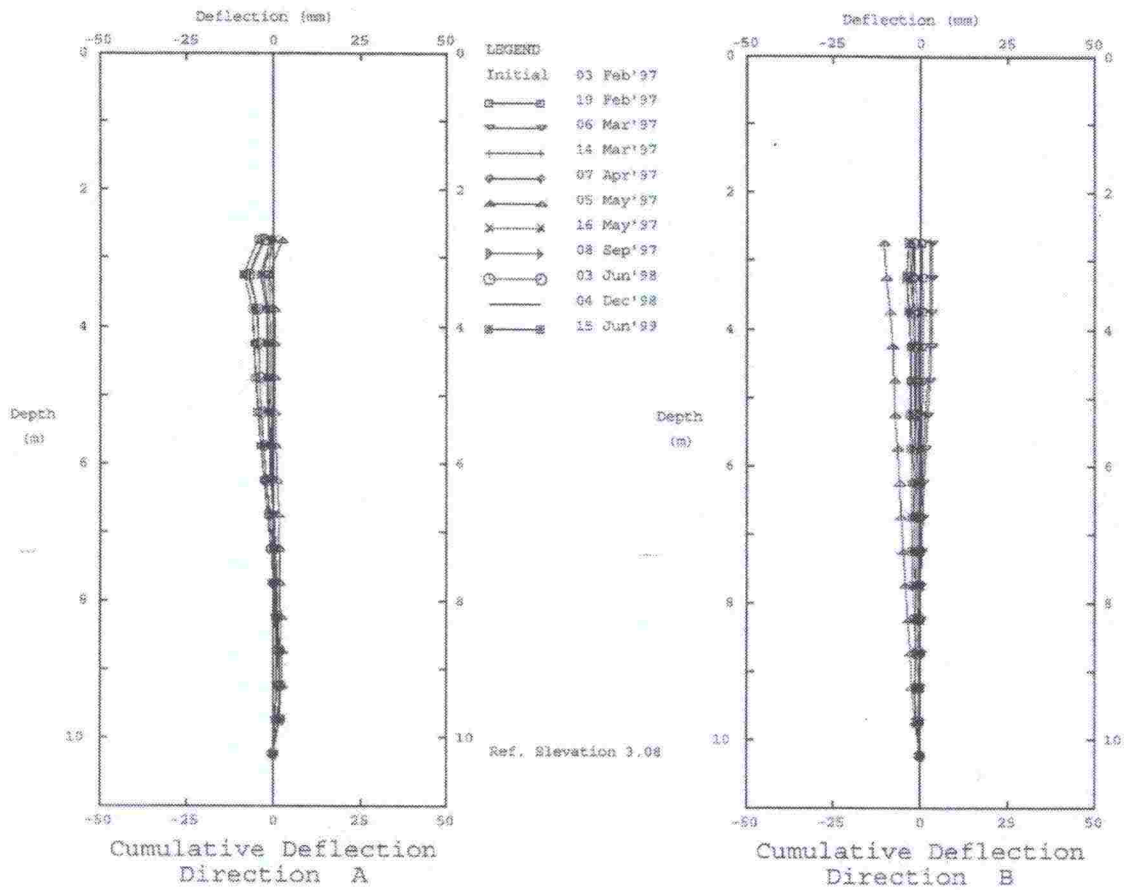 Deflection (mm)
-50 -25 0 25 50
0 0
2 2
4 4
Depth
(m)
6 6
8 8
10 10
-50 -25 0 25 50
Cumulative Deflection
Direction A
LEGEND
Initial 03 Feb'97
19 Feb'97
06 Mar'97
14 Mar'97
07 Apr'97
05 May'97
16 May'97
08 Sep'97
03 Jun'98
04 Dec'98
15 Jun'99
Ref. Elevation 3.08
Deflection (mm)
-50 -25 0 25 50
0 0
2 2
4 4
Depth
(m)
6 6
8 8
10 10
-50 -25 0 25 50
Cumulative Deflection
Direction B